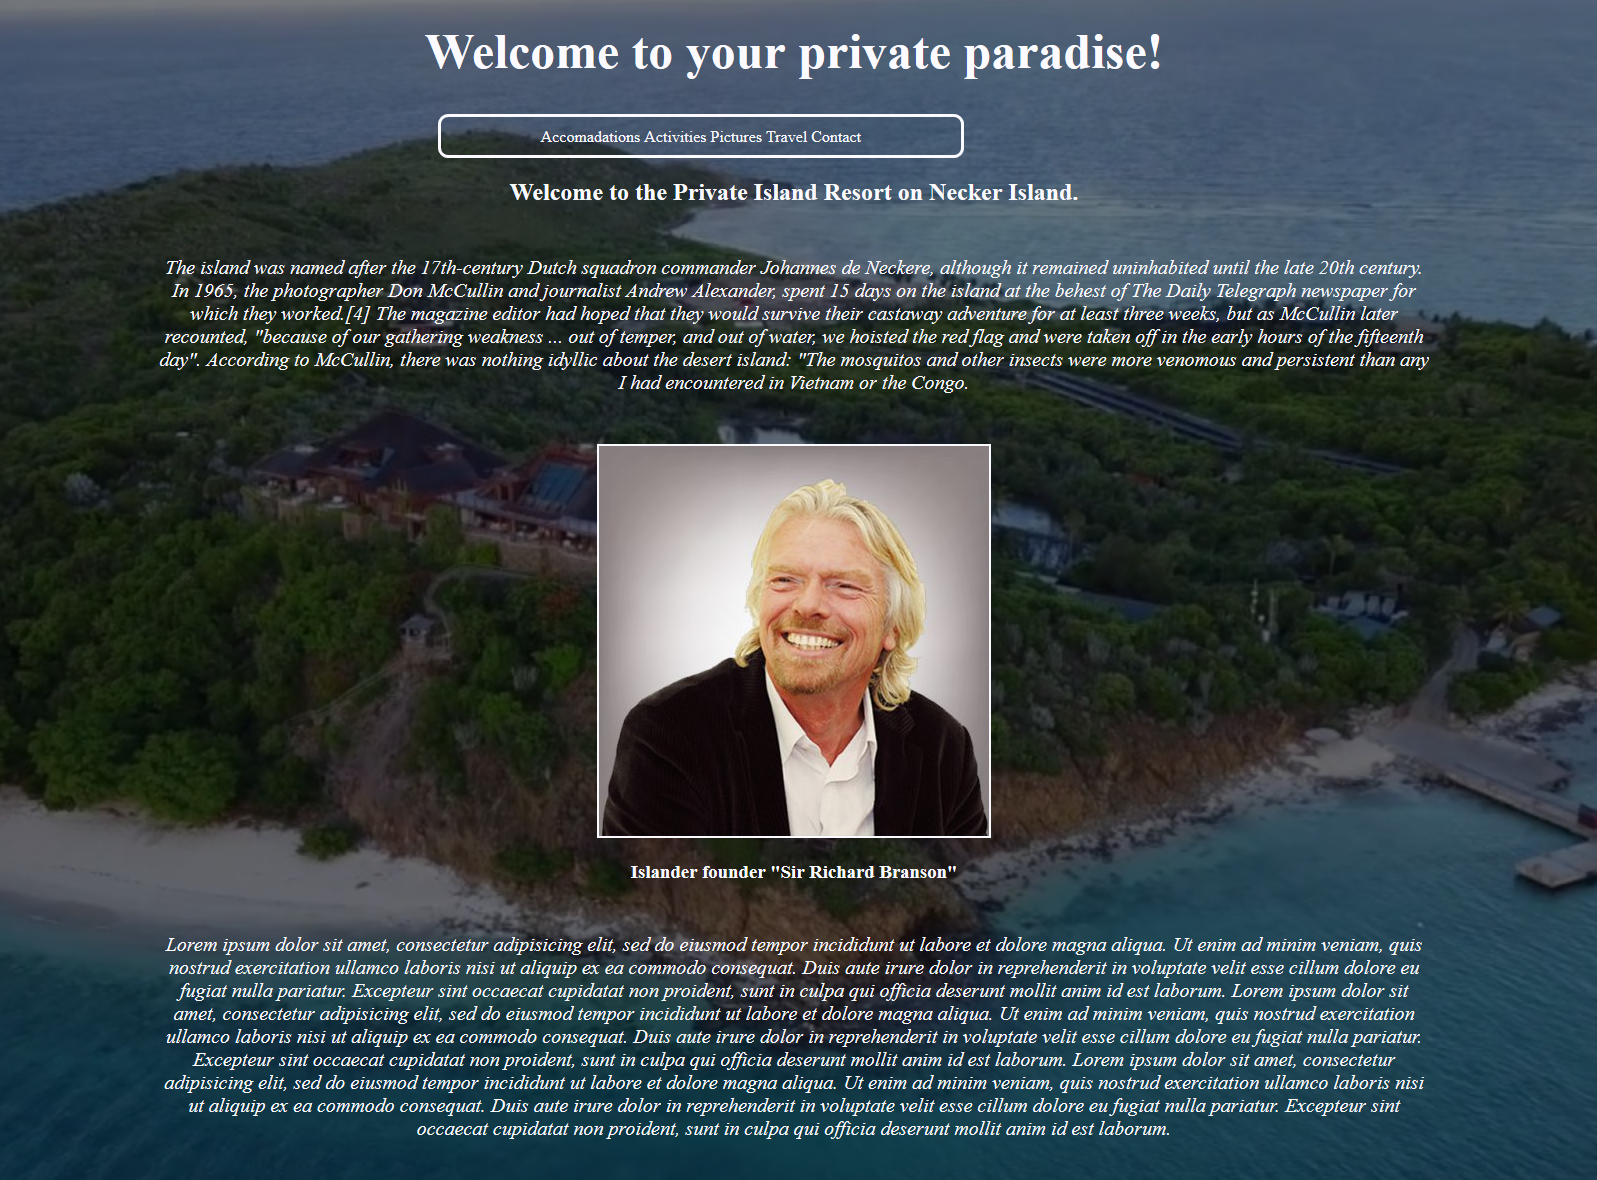 Welcome to your private paradise!
Accomadations Activities Pictures Travel Contact
Welcome to the Private Island Resort on Necker Island.
The island was named after the 17th-century Dutch squadron commander Johannes de Neckere, although it remained uninhabited until the late 20th century.
In 1965, the photographer Don McCullin and journalist Andrew Alexander, spent 15 days on the island at the behest of The Daily Telegraph newspaper for
which they worked.[4] The magazine editor had hoped that they would survive their castaway adventure for at least three weeks, but as McCullin later
recounted, "because of our gathering weakness ... out of temper, and out of water, we hoisted the red flag and were taken off in the early hours of the fifteenth
day". According to McCullin, there was nothing idyllic about the desert island: "The mosquitos and other insects were more venomous and persistent than any
I had encountered in Vietnam or the Congo.
Islander founder "Sir Richard Branson"
Lorem ipsum dolor sit amet, consectetur adipisicing elit, sed do eiusmod tempor incididunt ut labore et dolore magna aliqua. Ut enim ad minim veniam, quis
nostrud exercitation ullamco laboris nisi ut aliquip ex ea commodo consequat. Duis aute irure dolor in reprehenderit in voluptate velit esse cillum dolore eu
fugiat nulla pariatur. Excepteur sint occaecat cupidatat non proident, sunt in culpa qui officia deserunt mollit anim id est laborum. Lorem ipsum dolor sit
amet, consectetur adipisicing elit, sed do eiusmod tempor incididunt ut labore et dolore magna aliqua. Ut enim ad minim veniam, quis nostrud exercitation
ullamco laboris nisi ut aliquip ex ea commodo consequat. Duis aute irure dolor in reprehenderit in voluptate velit esse cillum dolore eu fugiat nulla pariatur.
Excepteur sint occaecat cupidatat non proident, sunt in culpa qui officia deserunt mollit anim id est laborum. Lorem ipsum dolor sit amet, consectetur
adipisicing elit, sed do eiusmod tempor incididunt ut labore et dolore magna aliqua. Ut enim ad minim veniam, quis nostrud exercitation ullamco laboris nisi
ut aliquip ex ea commodo consequat. Duis aute irure dolor in reprehenderit in voluptate velit esse cillum dolore eu fugiat nulla pariatur. Excepteur sint
occaecat cupidatat non proident, sunt in culpa qui officia deserunt mollit anim id est laborum.